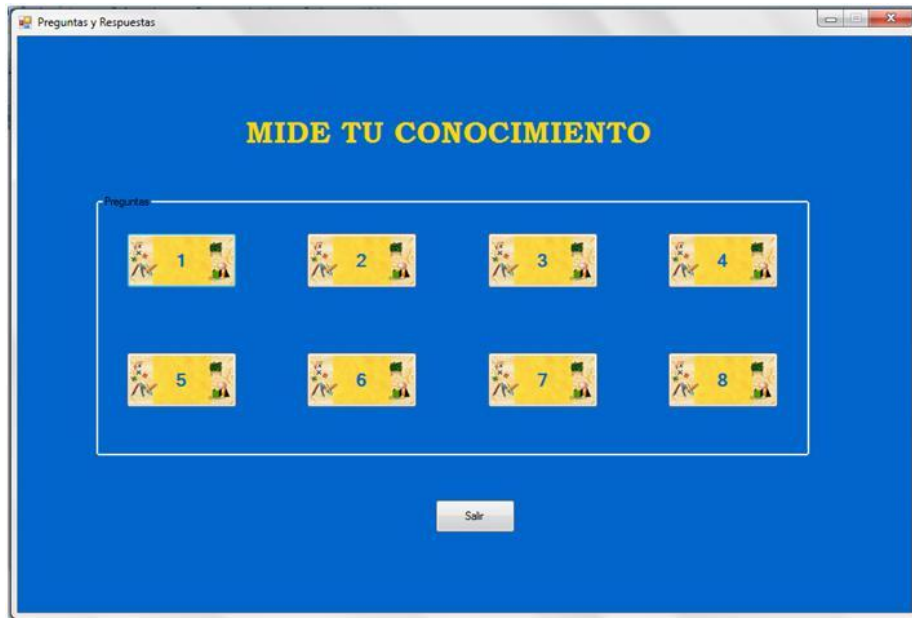 Preguntas y Respuestas
MIDE TU CONOCIMIENTO
Preguntas
1 2 3 4
5 6 7 8
Salir